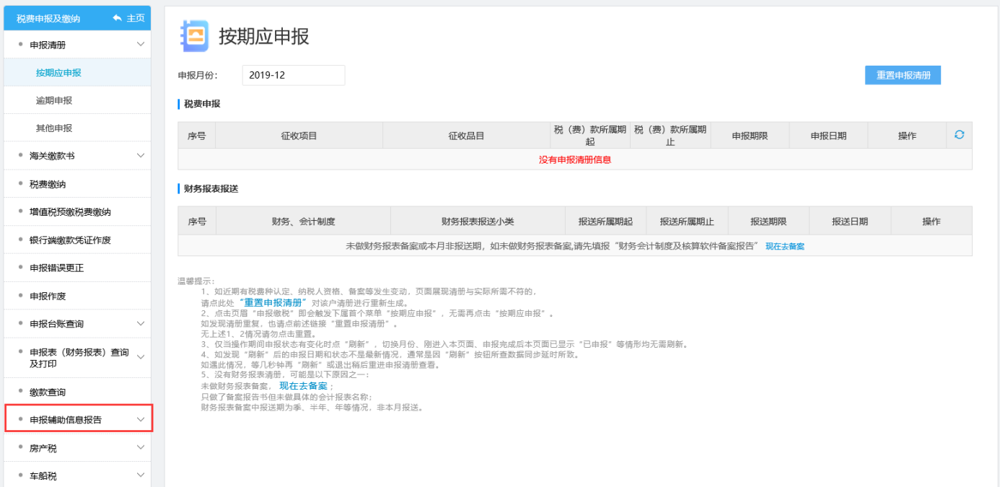 税费申报及缴纳 主页
申报清册
按期应申报
逾期申报
其他申报
海关缴款书
税费缴纳
增值税预缴税费缴纳
银行端缴款凭证作废
申报错误更正
申报作废
申报台账查询
申报表（财务报表）查询
及打印
缴款查询
申报辅助信息报告
房产税
车船税
按期应申报
申报月份： 2019-12 重置申报清册
税费申报
序号 征收项目 征收品目 税（费）款所属期起 税（费）款所属期止 申报期限 申报日期 操作
没有申报清册信息
财务报表报送
序号 财务、会计制度 财务报表报送小类 报送所属期起 报送所属期止 报送期限 报送日期 操作
未做财务报表备案或本月非报送期，如未做财务报表备案,请先填报“财务会计制度及核算软件备案报告” 现在去备案
温馨提示：
1、如近期有税费种认定、纳税人资格、备案等发生变动，页面展现清册与实际所需不符的，
请点此处“重置申报清册”对该户清册进行重新生成。
2、点击页眉“申报缴税”即会触发下属首个菜单“按期应申报”，无需再点击“按期应申报”。
如发现清册重复，也请点前述链接“重置申报清册”。
无上述1、2情况请勿点击重置。
3、仅当操作期间申报状态有变化时点“刷新”，切换月份、刚进入本页面、申报完成后本页面已显示“已申报”等情形均无需刷新。
4、如发现“刷新”后的申报日期和状态不是最新情况，通常是因“刷新”按钮所查数据同步延时所致。
如遇此情况，等几秒钟再“刷新”或退出稍后重进申报清册查看。
5、没有财务报表清册，可能是以下原因之一：
未做财务报表备案， 现在去备案；
只做了备案报告书但未做具体的会计报表名称；
财务报表备案中报送期为季、半年、年等情况，非本月报送。